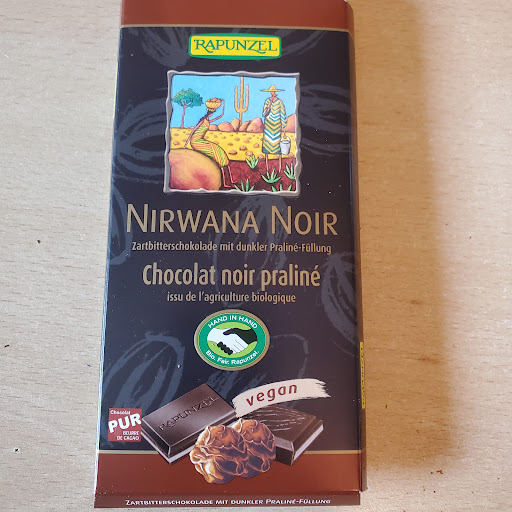 RAPUNZEL
NIRWANA NOIR
Zartbitterschokolade mit dunkler Praliné-Füllung
Chocolat noir praliné
issu de l'agriculture biologique
HAND IN HAND
Bio. Fair. Rapunzel.
vegan
Chocolat
PUR
BEURRE
DE CACAO
RAPUNZEL
ZARTBITTERSCHOKOLADE MIT DUNKLER PRALINÉ-FÜLLUNG